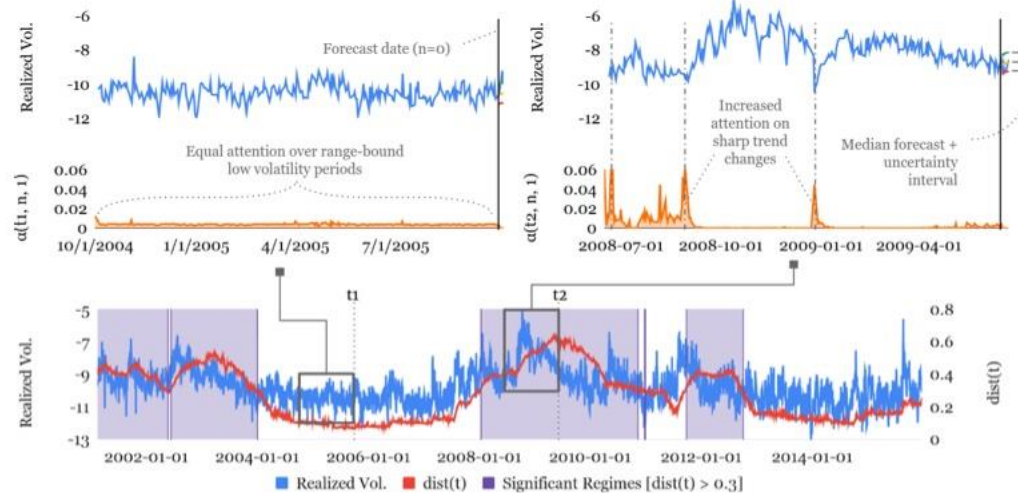 Realized Vol.
-6
-8
-10
-12
Forecast date (n=0)
Equal attention over range-bound
low volatility periods
α(t1, n, 1)
0.06
0.04
0.02
0
10/1/2004 1/1/2005 4/1/2005 7/1/2005
Realized Vol.
-6
-8
-10
-12
Increased
attention on
sharp trend
changes
Median forecast +
uncertainty
interval
α(t2, n, 1)
0.06
0.04
0.02
0
2008-07-01 2008-10-01 2009-01-01 2009-04-01
t1 t2
Realized Vol.
-5
-7
-9
-11
-13
0.8
0.6
0.4
0.2
0
dist(t)
2002-01-01 2004-01-01 2006-01-01 2008-01-01 2010-01-01 2012-01-01 2014-01-01
Realized Vol. dist(t) Significant Regimes [dist(t) > 0.3]